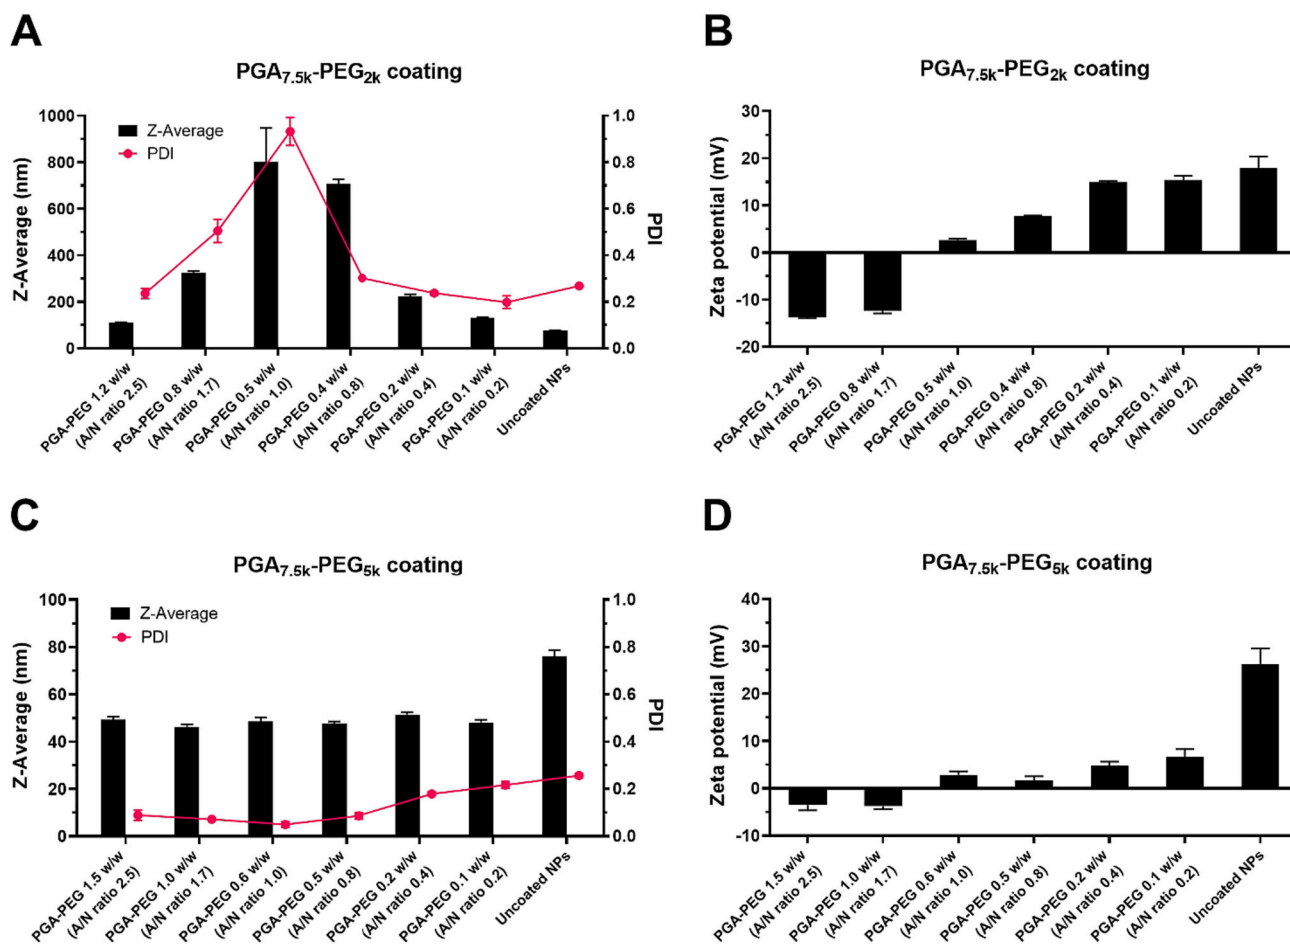 A
PGA7.5k-PEG2k coating
Z-Average
PDI
Z-Average (nm)
1000
800
600
400
200
0
PDI
1.0
0.8
0.6
0.4
0.2
0.0
PGA-PEG 1.2 w/w
(A/N ratio 2.5)
PGA-PEG 0.8 w/w
(A/N ratio 1.7)
PGA-PEG 0.5 w/w
(A/N ratio 1.0)
PGA-PEG 0.4 w/w
(A/N ratio 0.8)
PGA-PEG 0.2 w/w
(A/N ratio 0.4)
PGA-PEG 0.1 w/w
(A/N ratio 0.2)
Uncoated NPs
B
PGA7.5k-PEG2k coating
Zeta potential (mV)
30
20
10
0
-10
-20
PGA-PEG 1.2 w/w
(A/N ratio 2.5)
PGA-PEG 0.8 w/w
(A/N ratio 1.7)
PGA-PEG 0.5 w/w
(A/N ratio 1.0)
PGA-PEG 0.4 w/w
(A/N ratio 0.8)
PGA-PEG 0.2 w/w
(A/N ratio 0.4)
PGA-PEG 0.1 w/w
(A/N ratio 0.2)
Uncoated NPs
C
PGA7.5k-PEG5k coating
Z-Average
PDI
Z-Average (nm)
100
80
60
40
20
0
PDI
1.0
0.8
0.6
0.4
0.2
0.0
PGA-PEG 1.5 w/w
(A/N ratio 2.5)
PGA-PEG 1.0 w/w
(A/N ratio 1.7)
PGA-PEG 0.6 w/w
(A/N ratio 1.0)
PGA-PEG 0.5 w/w
(A/N ratio 0.8)
PGA-PEG 0.2 w/w
(A/N ratio 0.4)
PGA-PEG 0.1 w/w
(A/N ratio 0.2)
Uncoated NPs
D
PGA7.5k-PEG5k coating
Zeta potential (mV)
40
30
20
10
0
-10
PGA-PEG 1.5 w/w
(A/N ratio 2.5)
PGA-PEG 1.0 w/w
(A/N ratio 1.7)
PGA-PEG 0.6 w/w
(A/N ratio 1.0)
PGA-PEG 0.5 w/w
(A/N ratio 0.8)
PGA-PEG 0.2 w/w
(A/N ratio 0.4)
PGA-PEG 0.1 w/w
(A/N ratio 0.2)
Uncoated NPs